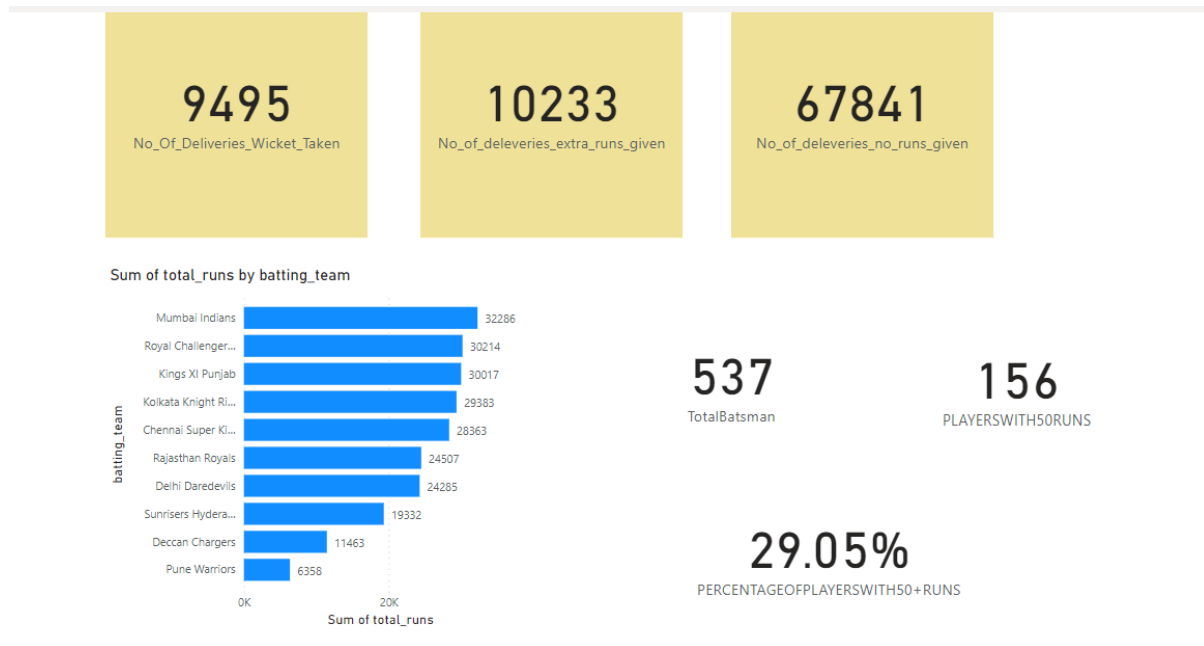 9495
No_Of_Deliveries_Wicket_Taken
10233
No_of_deleveries_extra_runs_given
67841
No_of_deleveries_no_runs_given
Sum of total_runs by batting_team
batting_team
Mumbai Indians 32286
Royal Challenger... 30214
Kings XI Punjab 30017
Kolkata Knight Ri... 29383
Chennai Super Ki... 28363
Rajasthan Royals 24507
Delhi Daredevils 24285
Sunrisers Hydera... 19332
Deccan Chargers 11463
Pune Warriors 6358
0K 20K
Sum of total_runs
537
TotalBatsman
156
PLAYERSWITH50RUNS
29.05%
PERCENTAGEOFPLAYERSWITH50+RUNS